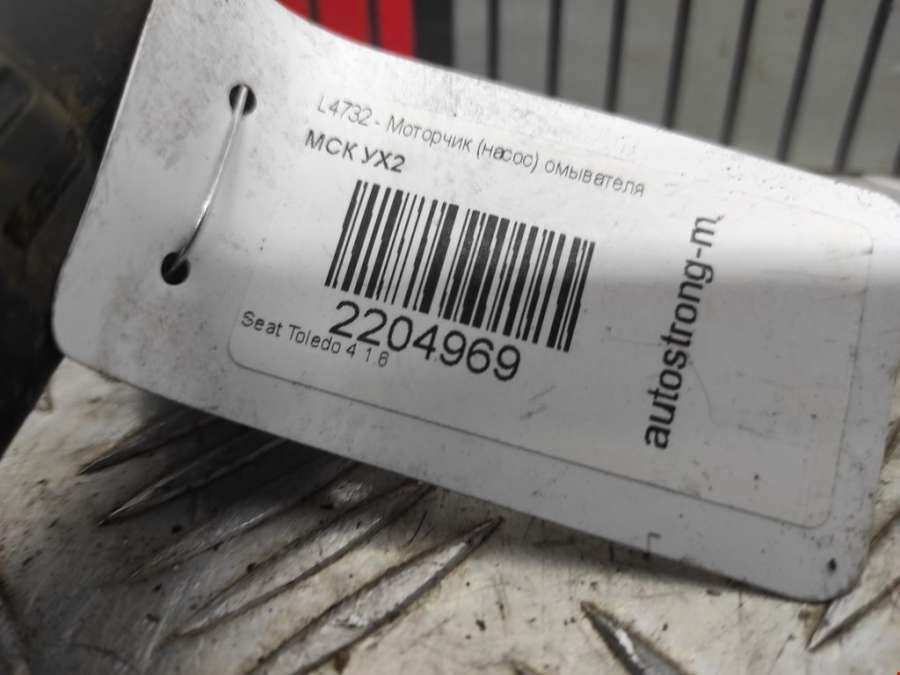 L4732 - Моторчик (насос) омывателя
МСК УХ2
2204969
Seat Toledo 4 1 6
autostrong-m